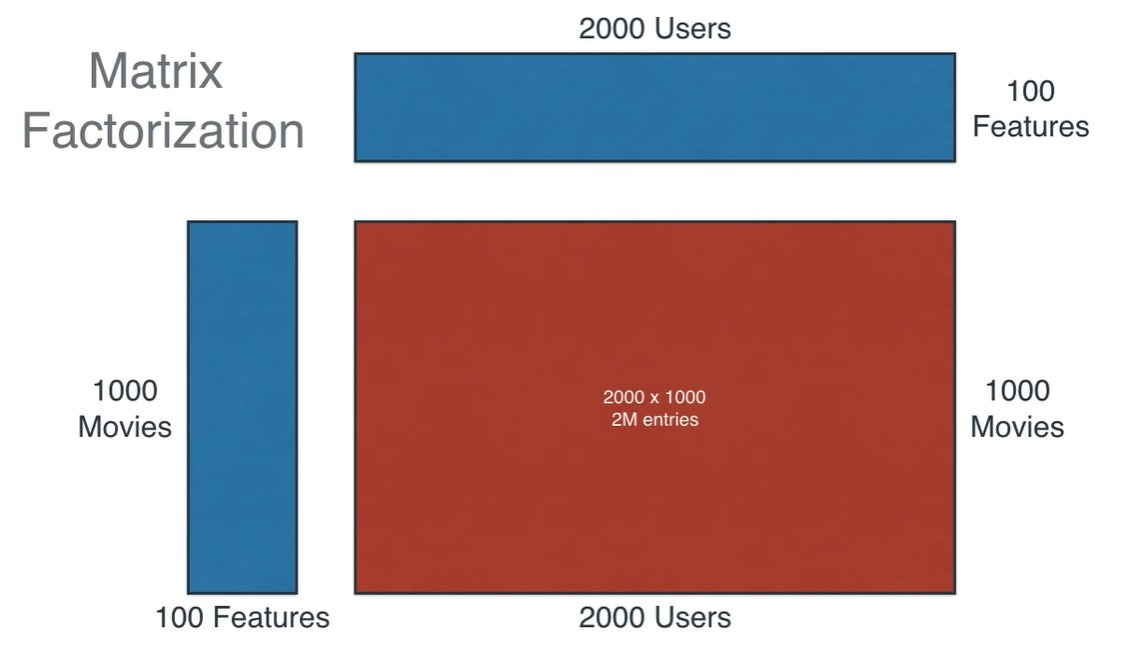 Matrix
Factorization
2000 Users
100
Features
1000
Movies
2000 x 1000
2M entries
1000
Movies
100 Features
2000 Users